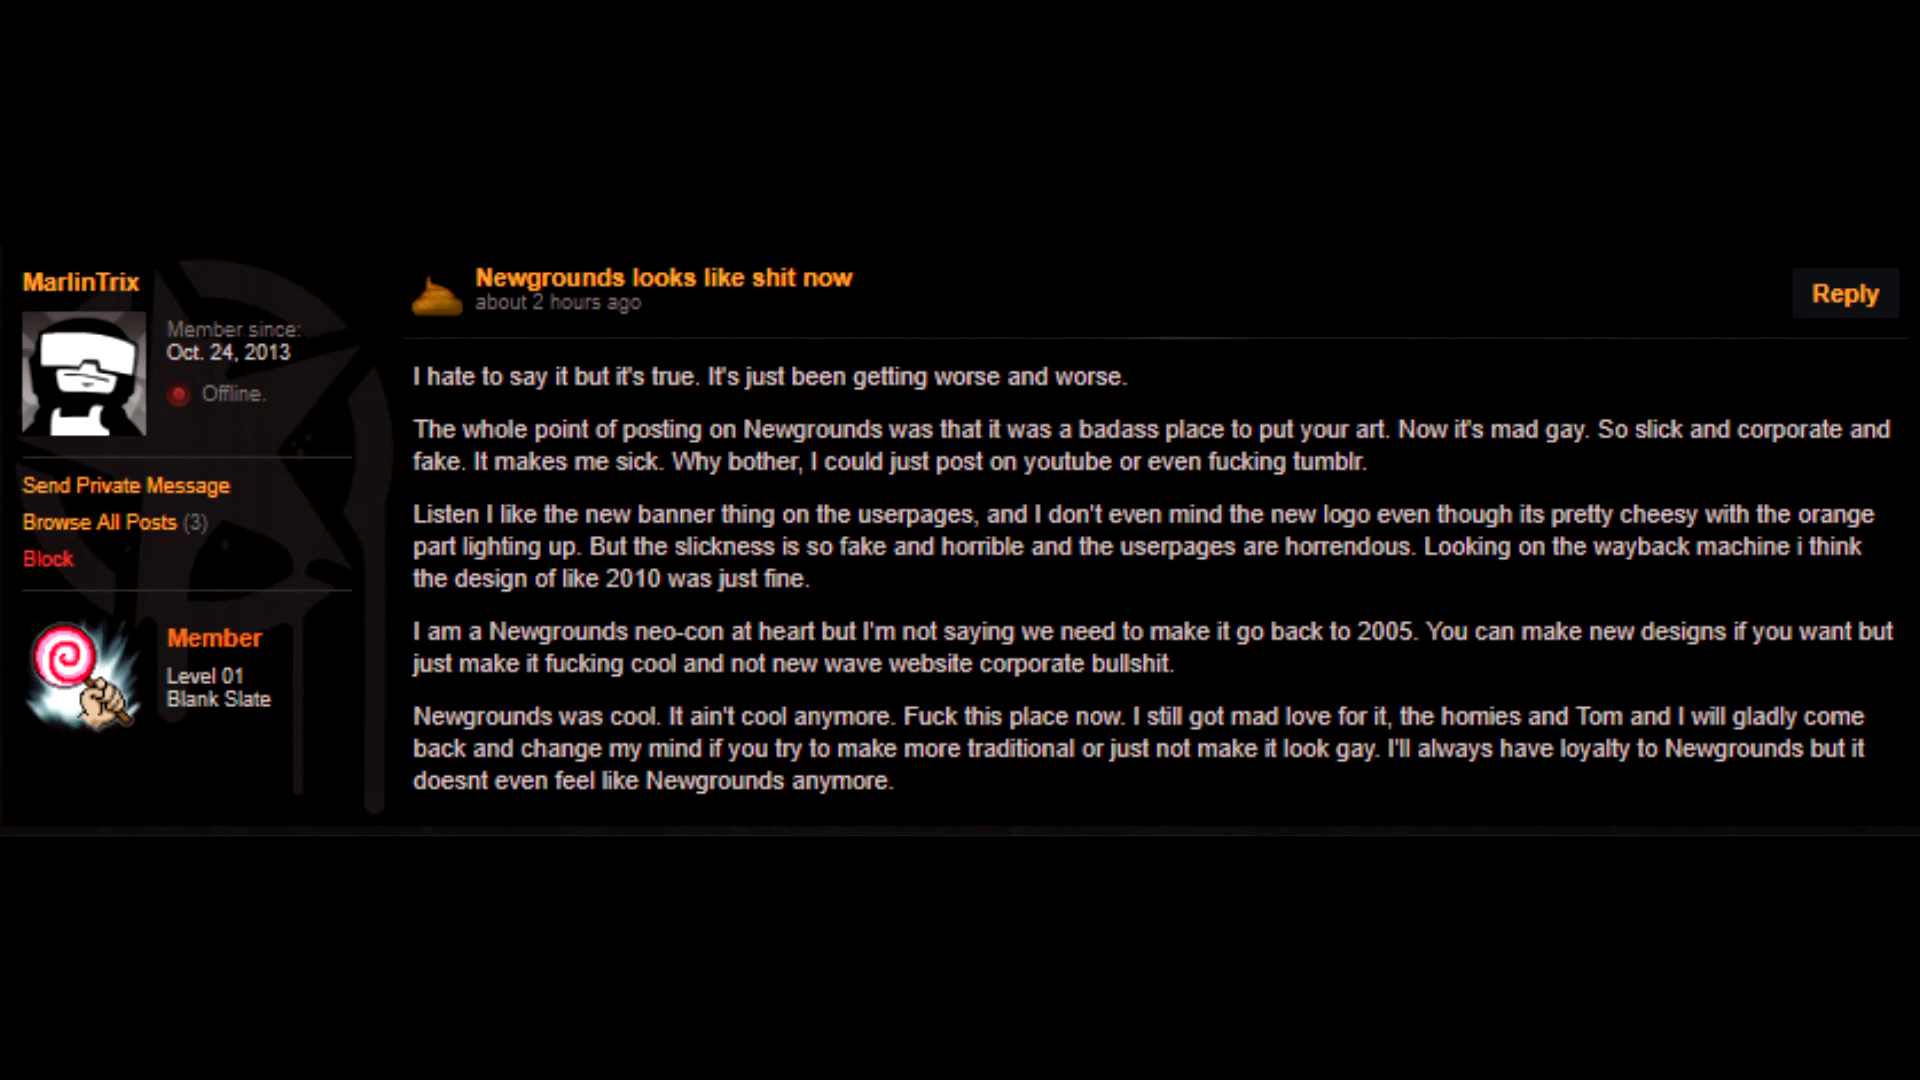 MarlinTrix
Member since:
Oct. 24, 2013
Offline.
Send Private Message
Browse All Posts (3)
Block
Member
Level 01
Blank Slate
Newgrounds looks like shit now
about 2 hours ago
Reply
I hate to say it but it's true. It's just been getting worse and worse.
The whole point of posting on Newgrounds was that it was a badass place to put your art. Now it's mad gay. So slick and corporate and
fake. It makes me sick. Why bother, I could just post on youtube or even fucking tumblr.
Listen I like the new banner thing on the userpages, and I don't even mind the new logo even though its pretty cheesy with the orange
part lighting up. But the slickness is so fake and horrible and the userpages are horrendous. Looking on the wayback machine i think
the design of like 2010 was just fine.
I am a Newgrounds neo-con at heart but I'm not saying we need to make it go back to 2005. You can make new designs if you want but
just make it fucking cool and not new wave website corporate bullshit.
Newgrounds was cool. It ain't cool anymore. Fuck this place now. I still got mad love for it, the homies and Tom and I will gladly come
back and change my mind if you try to make more traditional or just not make it look gay. I'll always have loyalty to Newgrounds but it
doesnt even feel like Newgrounds anymore.